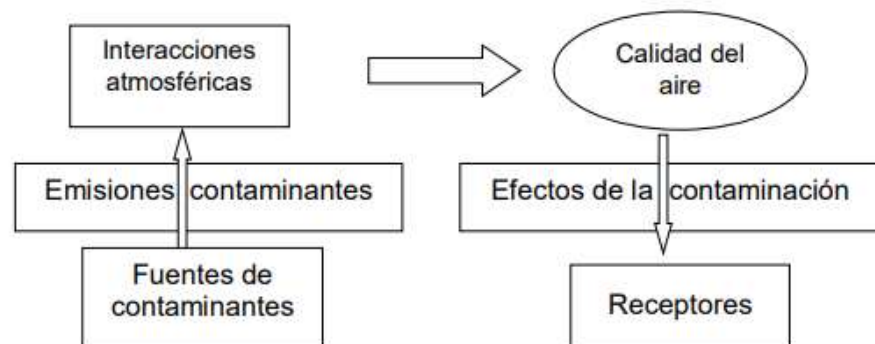 Interacciones
atmosféricas
Calidad del
aire
Emisiones contaminantes
Efectos de la contaminación
Fuentes de
contaminantes
Receptores